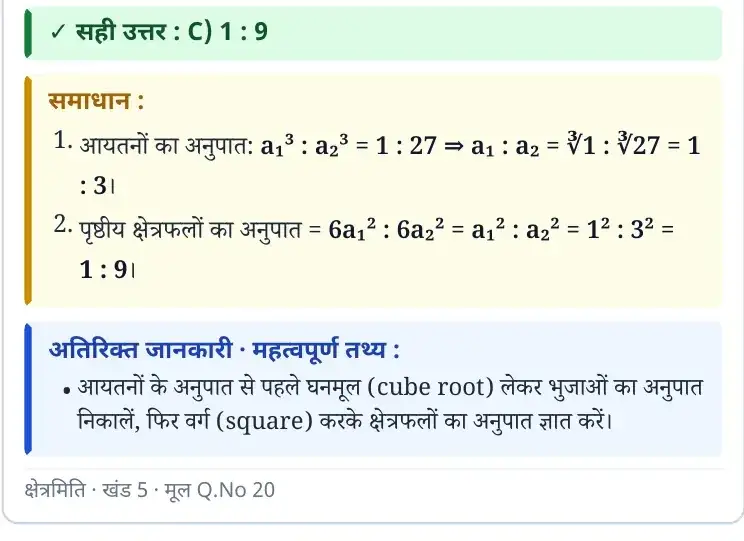 ✓ सही उत्तर : C) 1 : 9
समाधान :
1. आयतनों का अनुपात: a₁³ : a₂³ = 1 : 27 ⇒ a₁ : a₂ = ∛1 : ∛27 = 1
: 3।
2. पृष्ठीय क्षेत्रफलों का अनुपात = 6a₁² : 6a₂² = a₁² : a₂² = 1² : 3² =
1 : 9।
अतिरिक्त जानकारी · महत्वपूर्ण तथ्य :
• आयतनों के अनुपात से पहले घनमूल (cube root) लेकर भुजाओं का अनुपात
निकालें, फिर वर्ग (square) करके क्षेत्रफलों का अनुपात ज्ञात करें।
क्षेत्रमिति · खंड 5 · मूल Q.No 20